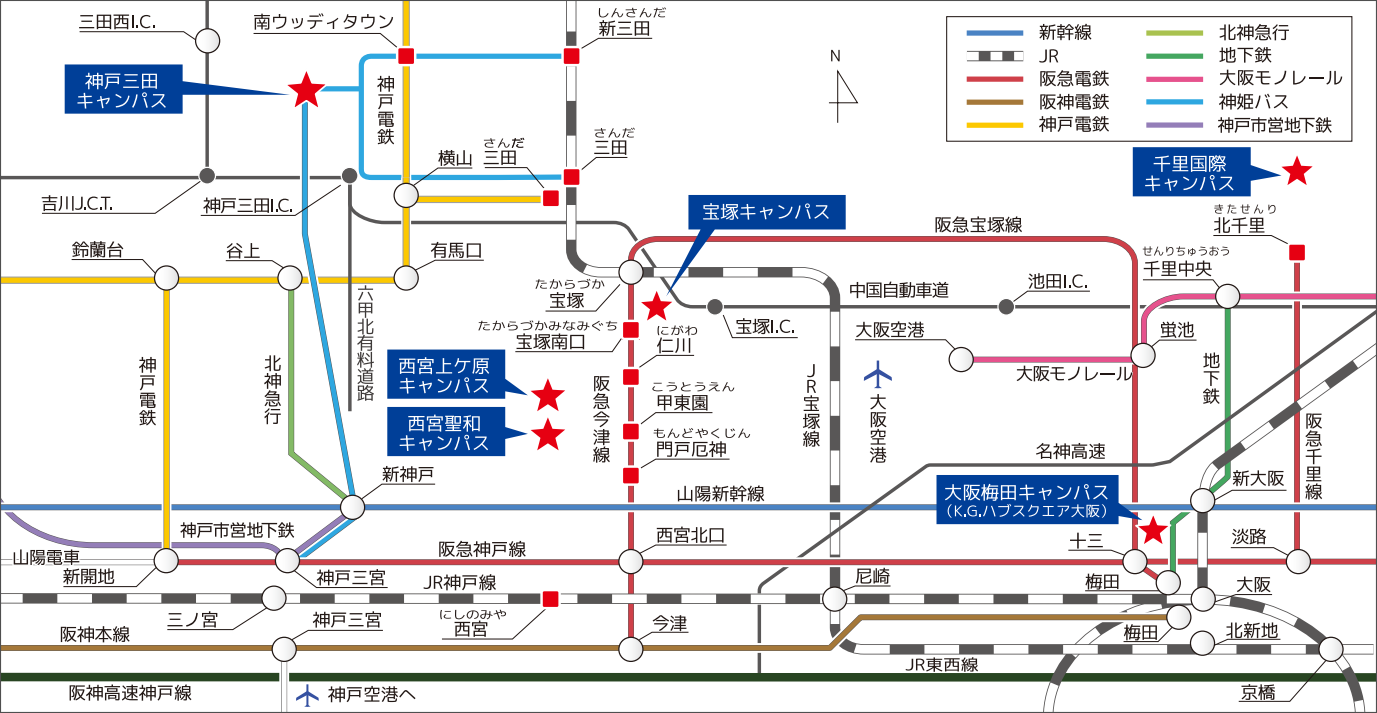 三田西I.C.
南ウッディタウン
しんさんだ
新三田
神戸三田
キャンパス
神戸電鉄
N
新幹線
JR
阪急電鉄
阪神電鉄
神戸電鉄
北神急行
地下鉄
大阪モノレール
神姫バス
神戸市営地下鉄
さんだ
三田
さんだ
三田
横山
千里国際
キャンパス
吉川J.C.T.
神戸三田I.C.
宝塚キャンパス
阪急宝塚線
きたせんり
北千里
鈴蘭台
谷上
有馬口
せんりちゅうおう
千里中央
たからづか
宝塚
六甲北有料道路
中国自動車道
池田I.C.
たからづかみなみぐち
宝塚南口
にがわ
仁川
宝塚I.C.
大阪空港
蛍池
神戸電鉄
北神急行
西宮上ケ原
キャンパス
阪急今津線
こうとうえん
甲東園
JR宝塚線
大阪空港
大阪モノレール
地下鉄
西宮聖和
キャンパス
もんどやくじん
門戸厄神
名神高速
阪急千里線
新神戸
山陽新幹線
大阪梅田キャンパス
(K.G.ハブスクエア大阪)
新大阪
神戸市営地下鉄
山陽電車
阪急神戸線
西宮北口
十三
淡路
新開地
神戸三宮
JR神戸線
尼崎
梅田
大阪
三ノ宮
神戸三宮
にしのみや
西宮
今津
梅田
北新地
阪神本線
JR東西線
阪神高速神戸線
神戸空港へ
京橋